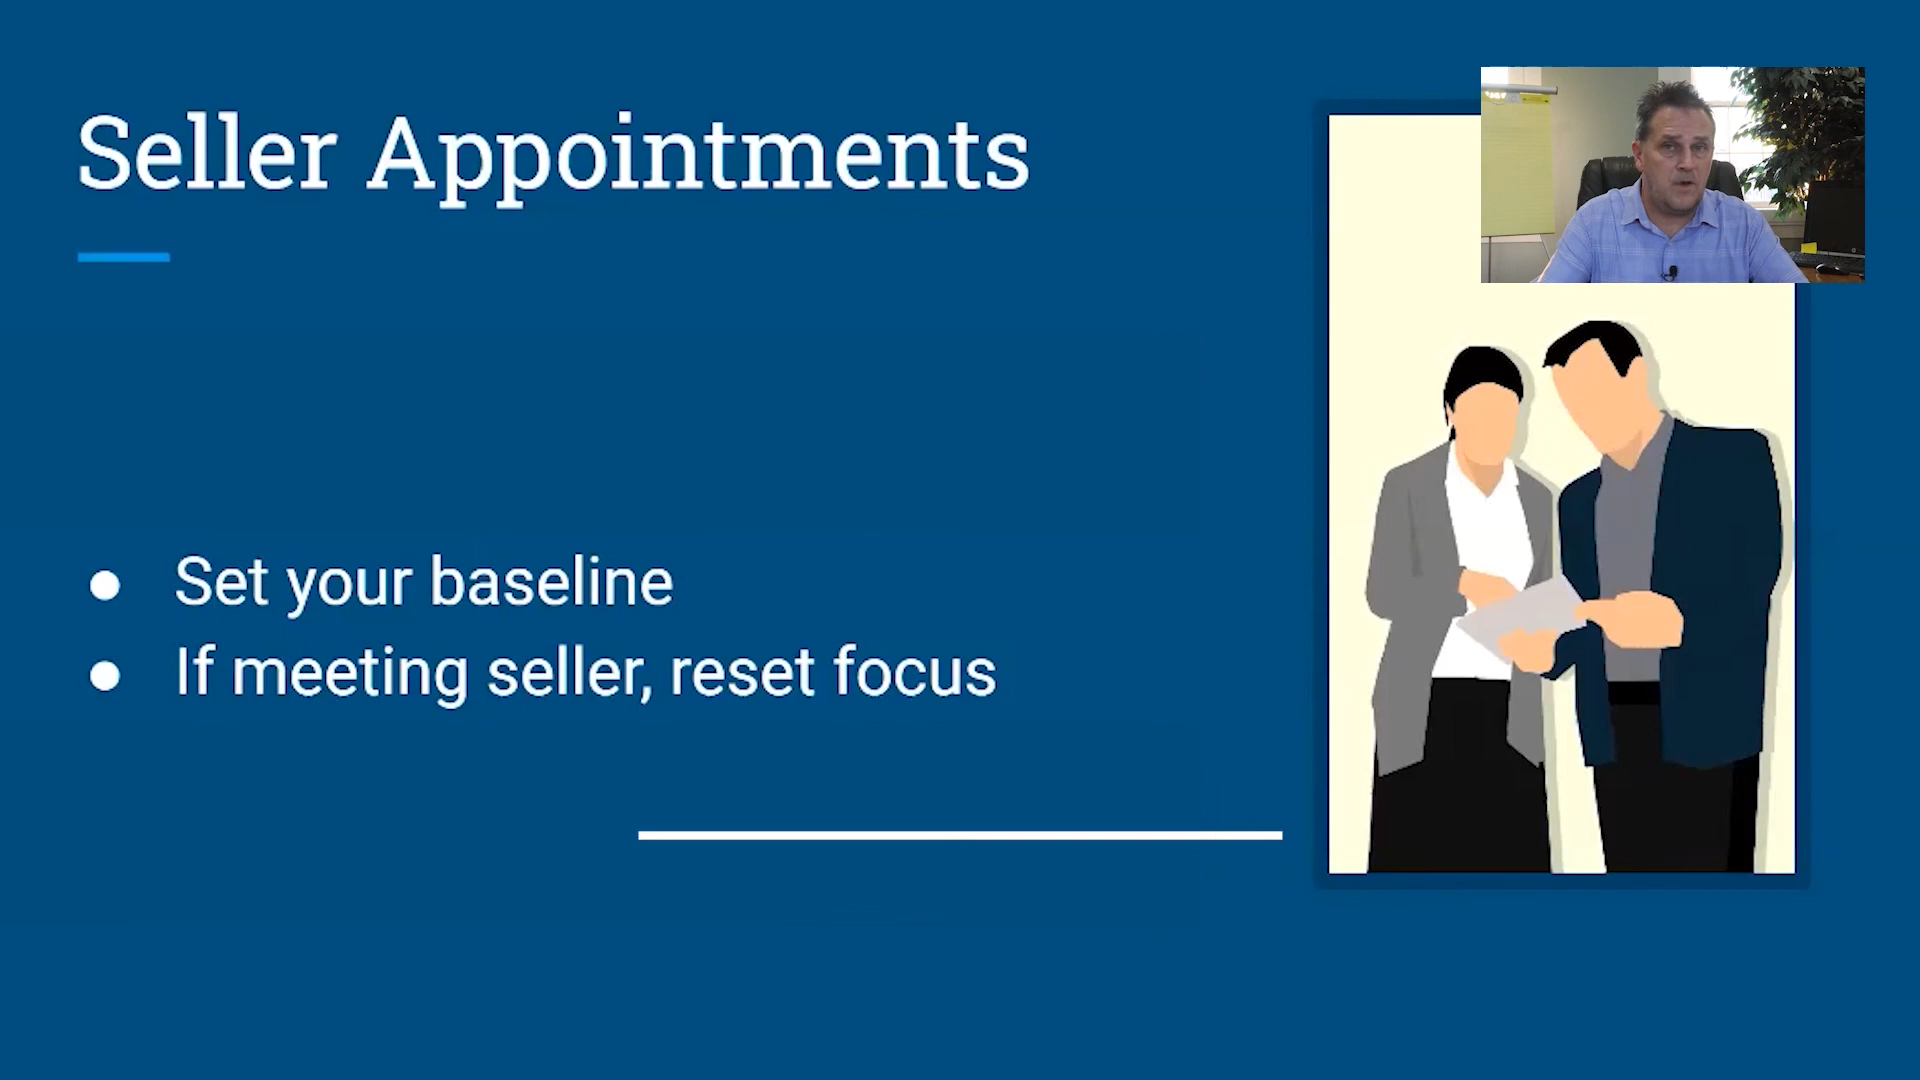 Seller Appointments
● Set your baseline
● If meeting seller, reset focus